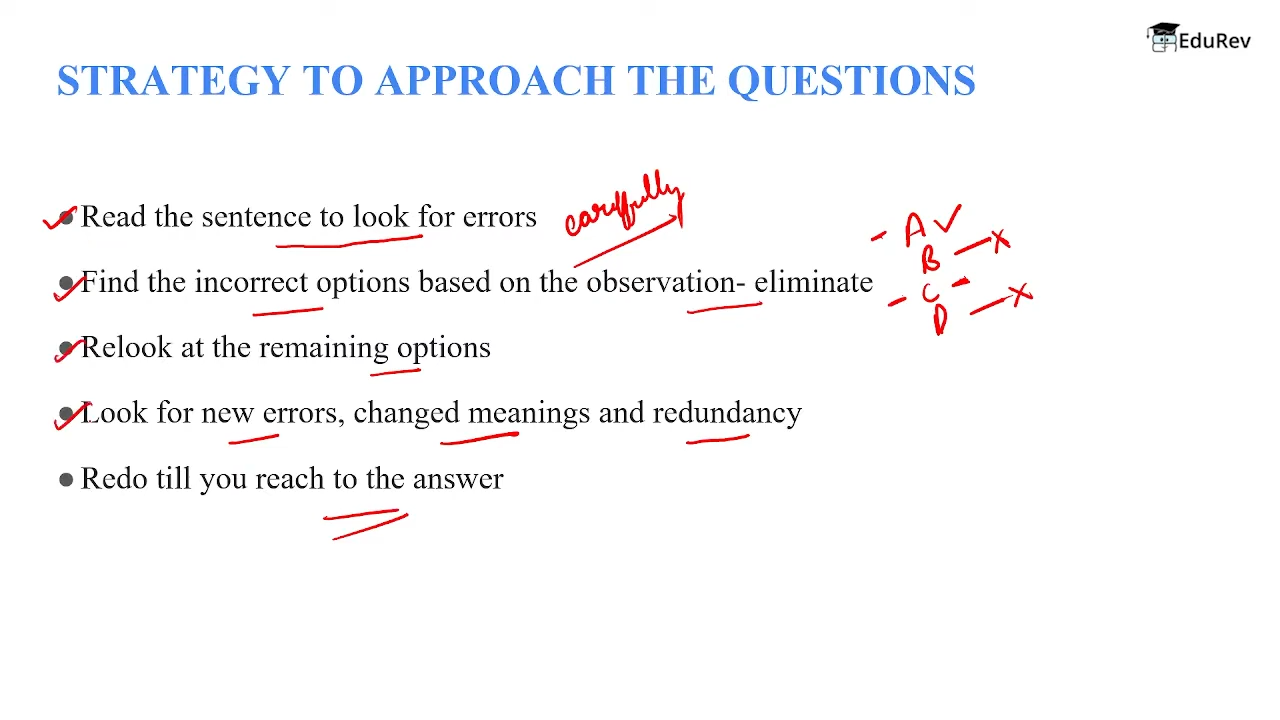 EduRev
STRATEGY TO APPROACH THE QUESTIONS
● Read the sentence to look for errors
carefully
● Find the incorrect options based on the observation- eliminate
A
B
C
D
● Relook at the remaining options
● Look for new errors, changed meanings and redundancy
● Redo till you reach to the answer